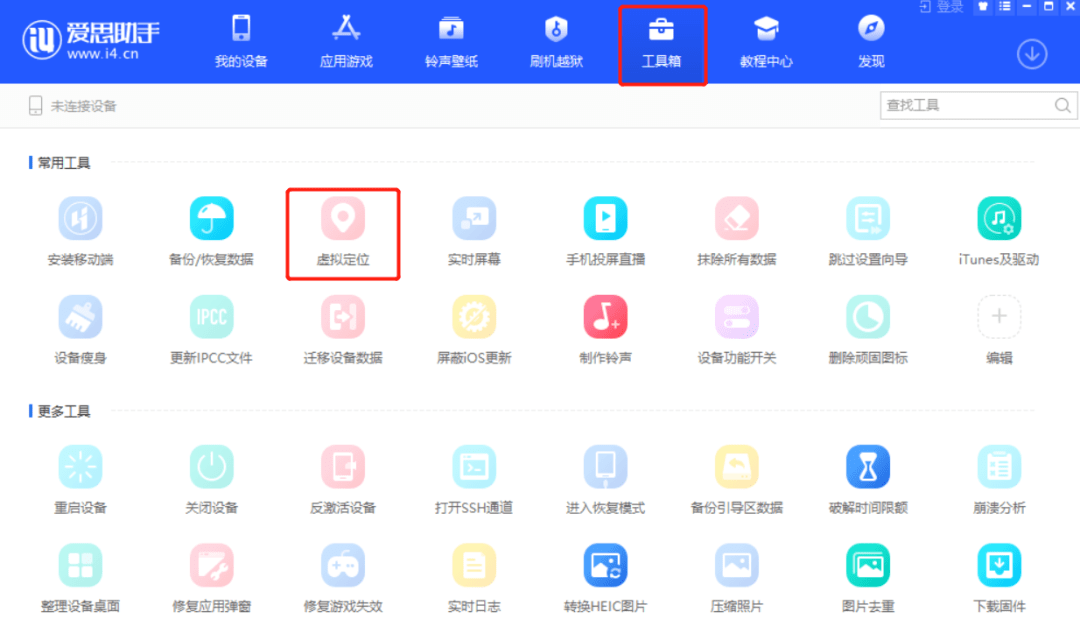 登录
iU 爱思助手
www.i4.cn
我的设备 应用游戏 铃声壁纸 刷机越狱 工具箱 教程中心 发现
未连接设备 查找工具
常用工具
安装移动端 备份/恢复数据 虚拟定位 实时屏幕 手机投屏直播 抹除所有数据 跳过设置向导 iTunes及驱动
IPCC
设备瘦身 更新IPCC文件 迁移设备数据 屏蔽iOS更新 制作铃声 设备功能开关 删除顽固图标 编辑
更多工具
重启设备 关闭设备 反激活设备 打开SSH通道 进入恢复模式 备份引导区数据 破解时间限额 崩溃分析
整理设备桌面 修复应用弹窗 修复游戏失效 实时日志 转换HEIC图片 压缩照片 图片去重 下载固件